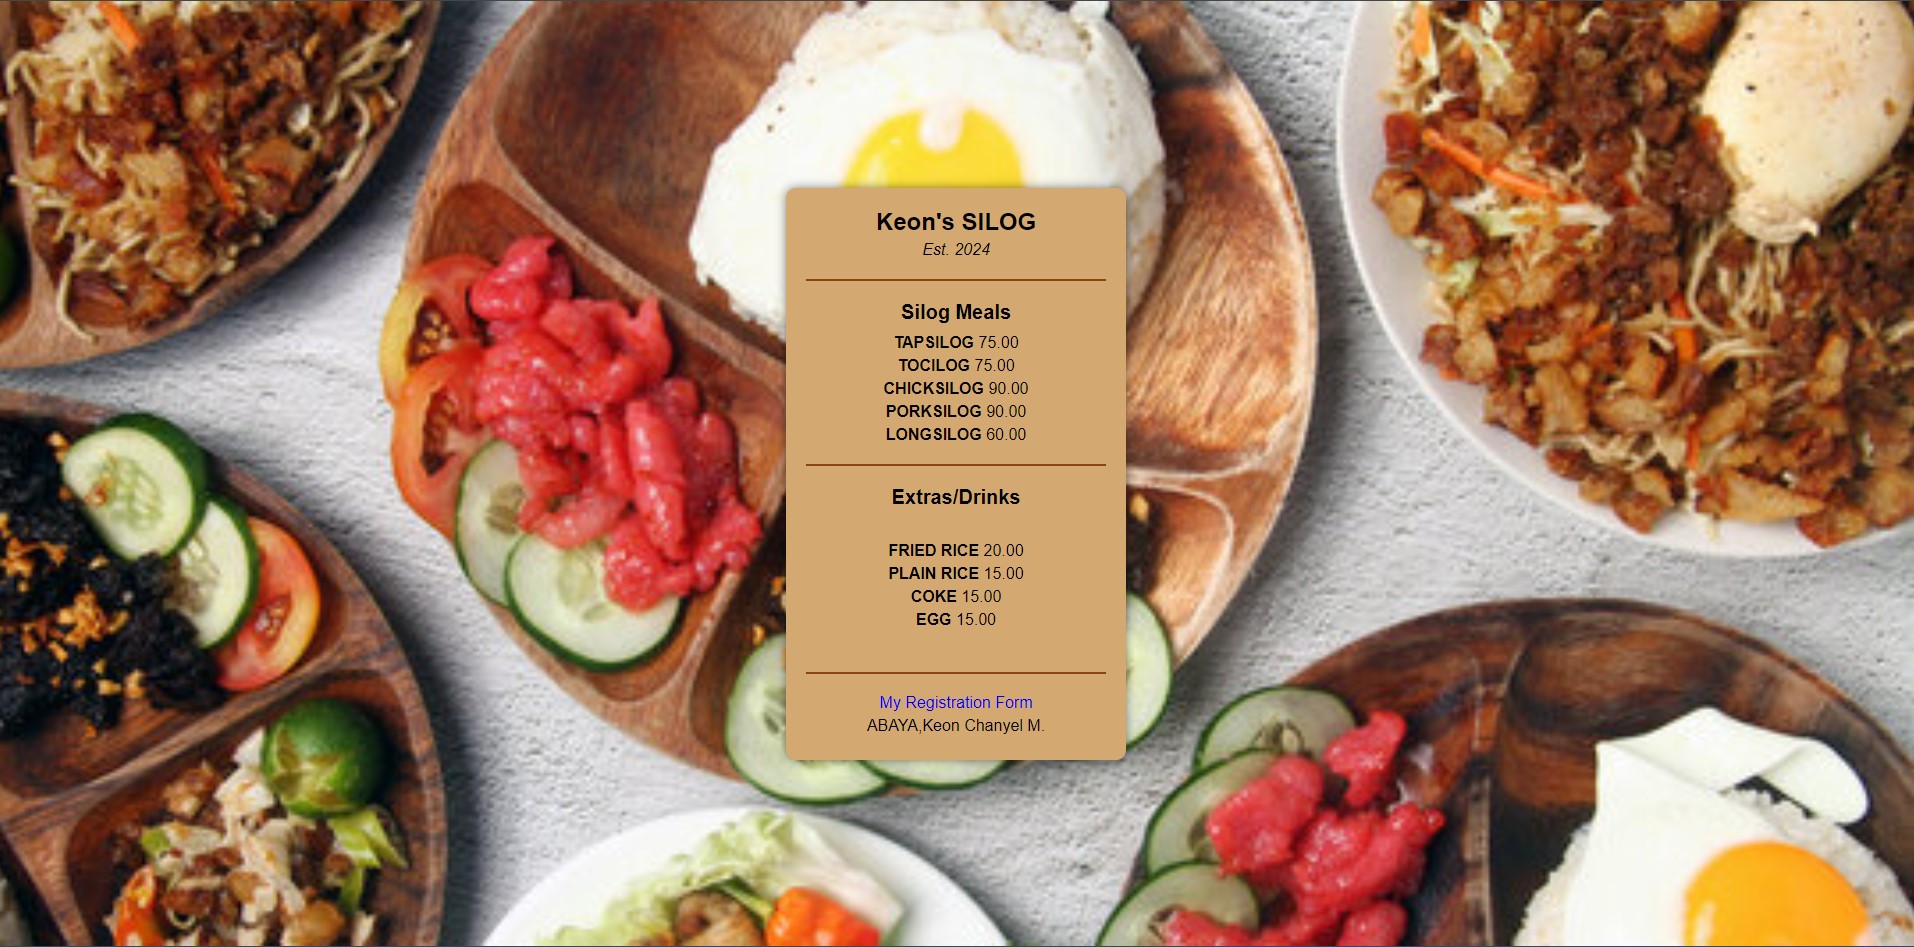 Keon's SILOG
Est. 2024
Silog Meals
TAPSILOG 75.00
TOCILOG 75.00
CHICKSILOG 90.00
PORKSILOG 90.00
LONGSILOG 60.00
Extras/Drinks
FRIED RICE 20.00
PLAIN RICE 15.00
COKE 15.00
EGG 15.00
My Registration Form
ABAYA,Keon Chanyel M.